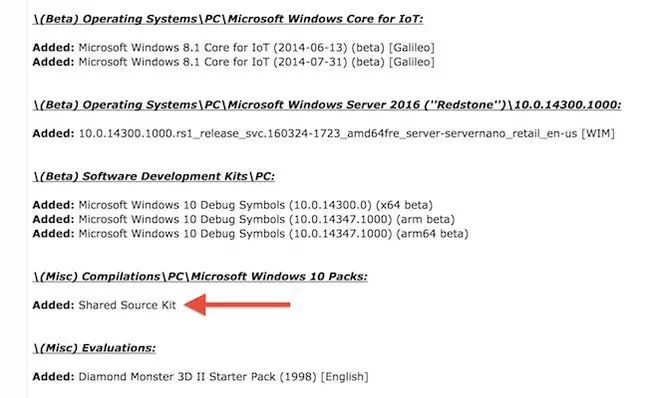 \(Beta) Operating Systems\PC\Microsoft Windows Core for IoT:
Added: Microsoft Windows 8.1 Core for IoT (2014-06-13) (beta) [Galileo]
Added: Microsoft Windows 8.1 Core for IoT (2014-07-31) (beta) [Galileo]
\(Beta) Operating Systems\PC\Microsoft Windows Server 2016 ("Redstone")\10.0.14300.1000:
Added: 10.0.14300.1000.rs1_release_svc.160324-1723_amd64fre_server-servernano_retail_en-us [WIM]
\(Beta) Software Development Kits\PC:
Added: Microsoft Windows 10 Debug Symbols (10.0.14300.0) (x64 beta)
Added: Microsoft Windows 10 Debug Symbols (10.0.14347.1000) (arm beta)
Added: Microsoft Windows 10 Debug Symbols (10.0.14347.1000) (arm64 beta)
\(Misc) Compilations\PC\Microsoft Windows 10 Packs:
Added: Shared Source Kit
\(Misc) Evaluations:
Added: Diamond Monster 3D II Starter Pack (1998) [English]